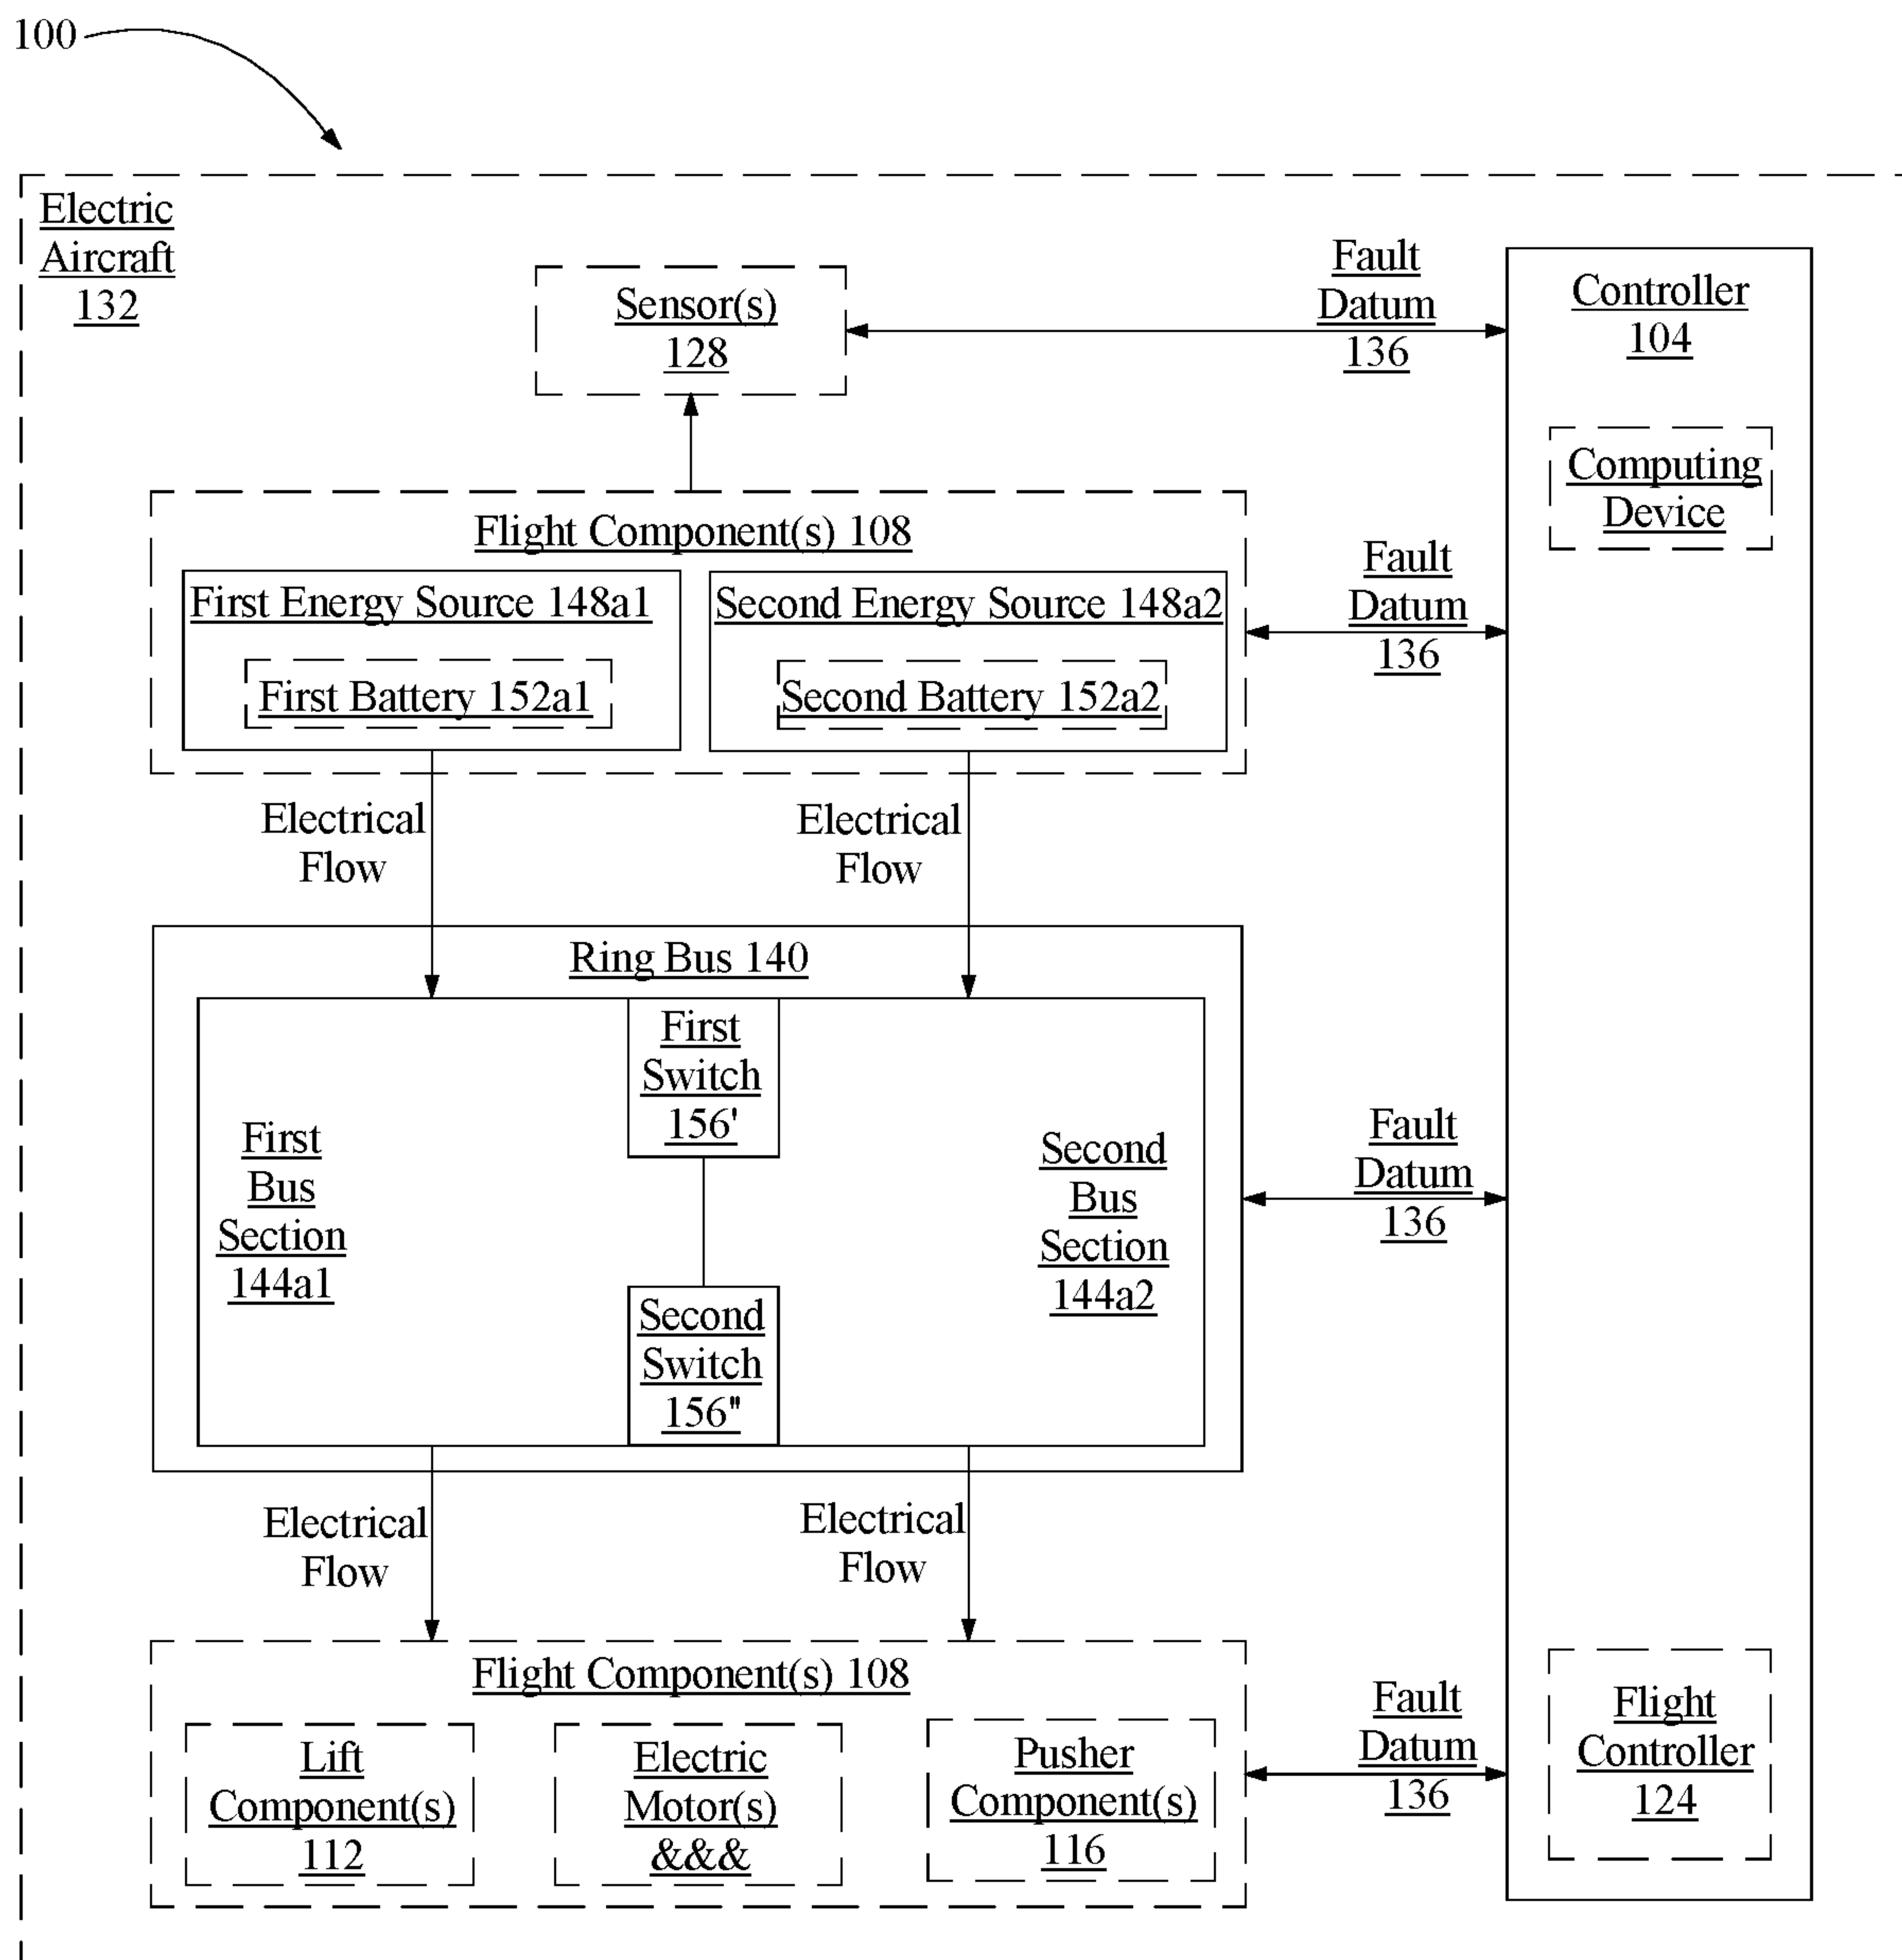 100
Electric
Aircraft
132
Sensor(s)
128
Fault
Datum
136
Controller
104
Computing
Device
Flight Component(s) 108
First Energy Source 148a1
First Battery 152a1
Second Energy Source 148a2
Second Battery 152a2
Fault
Datum
136
Electrical
Flow
Electrical
Flow
Ring Bus 140
First
Switch
156'
First
Bus
Section
144a1
Second
Bus
Section
144a2
Second
Switch
156"
Fault
Datum
136
Electrical
Flow
Electrical
Flow
Flight Component(s) 108
Lift
Component(s)
112
Electric
Motor(s)
&&&
Pusher
Component(s)
116
Fault
Datum
136
Flight
Controller
124